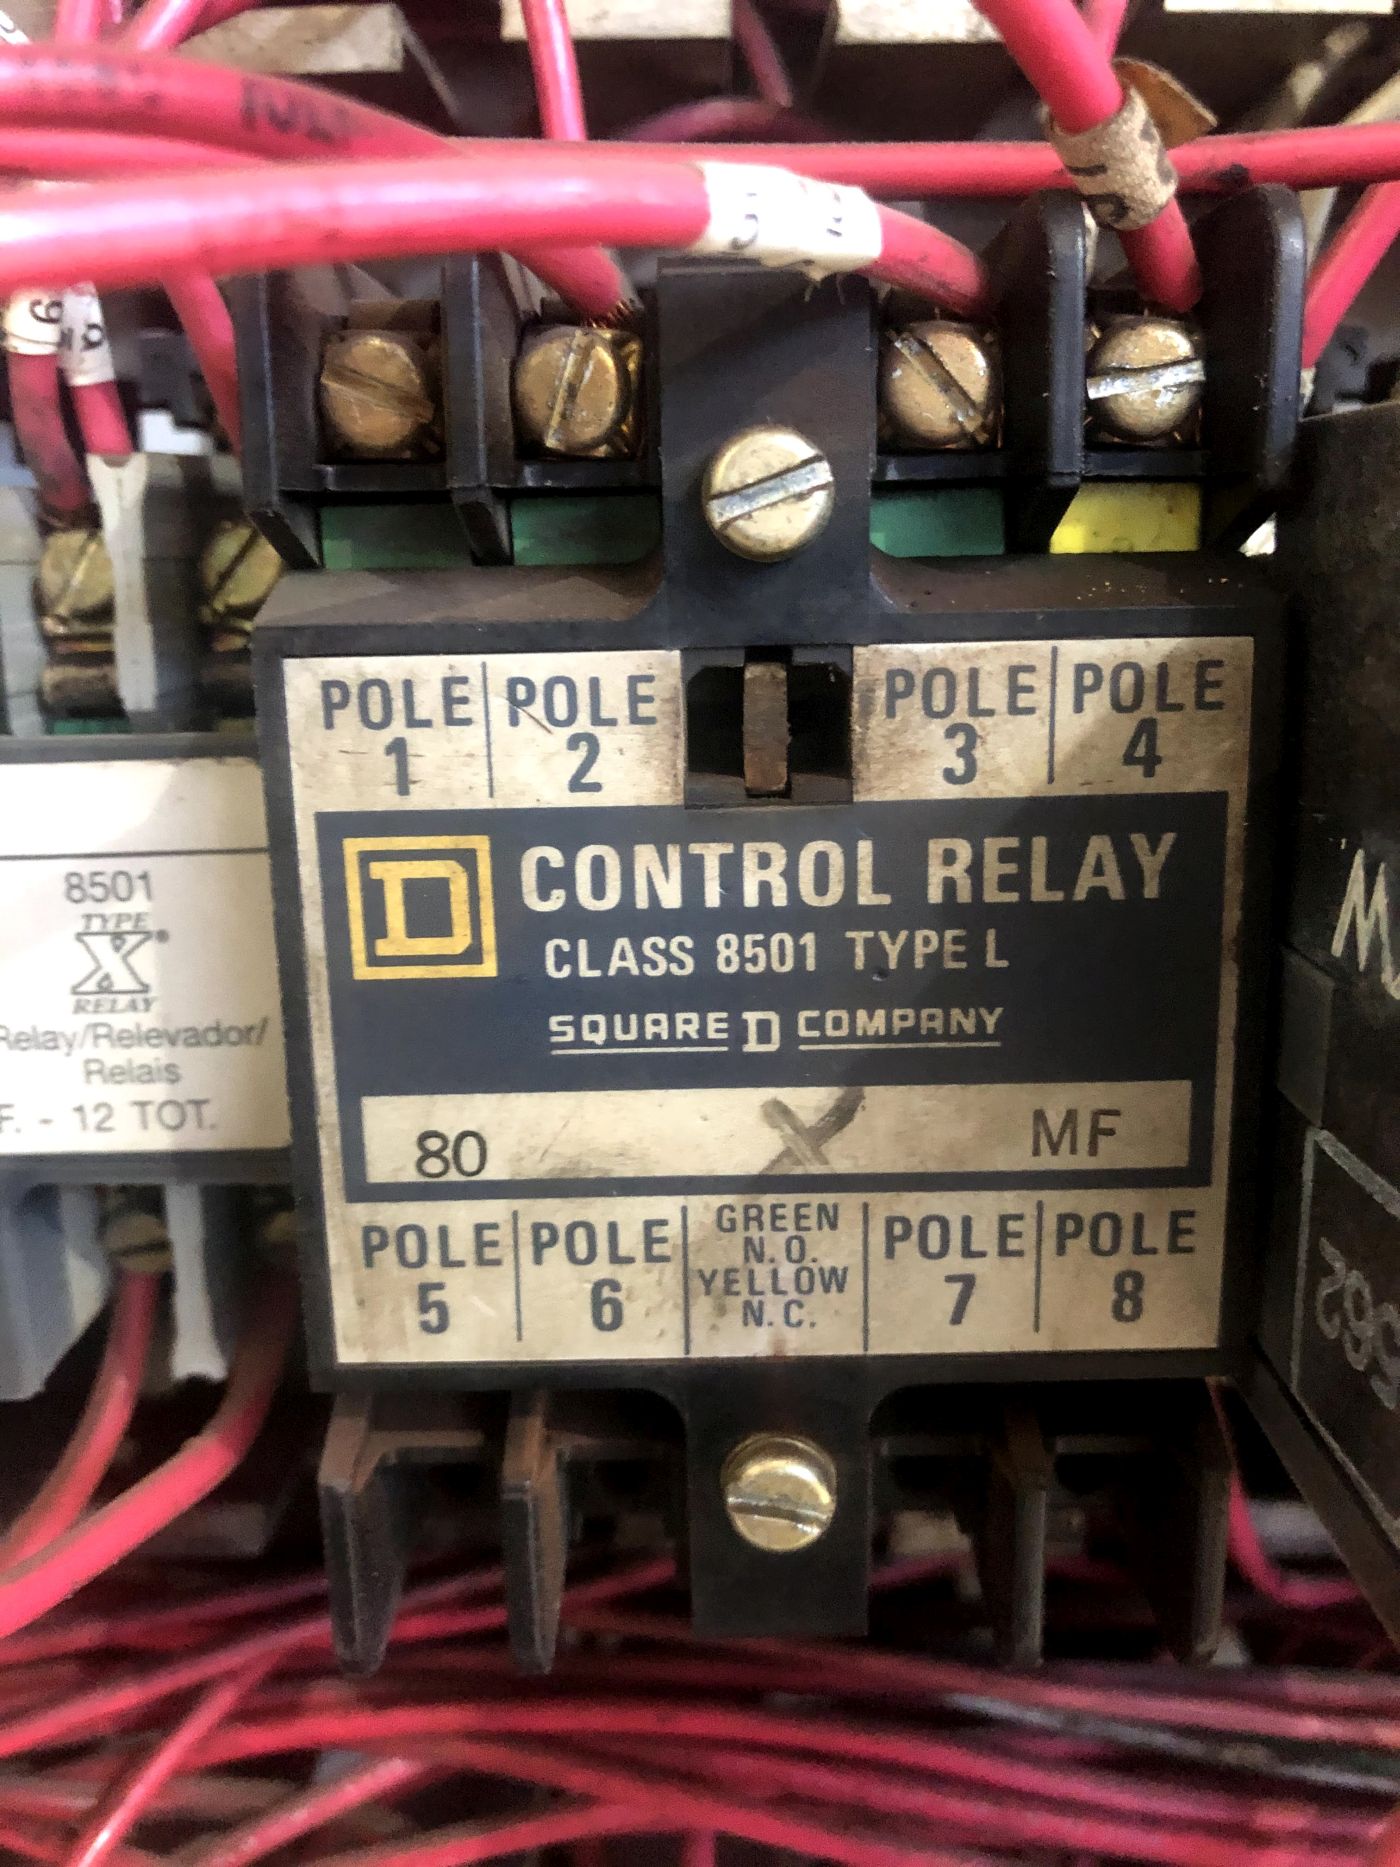 POLE 1
POLE 2
POLE 3
POLE 4
D
CONTROL RELAY
CLASS 8501 TYPE L
SQUARE D COMPANY
80
MF
POLE 5
POLE 6
GREEN
N.O.
YELLOW
N.C.
POLE 7
POLE 8
8501
TYPE
X
RELAY
Relay/Relevador/
Relais
- 12 TOT.